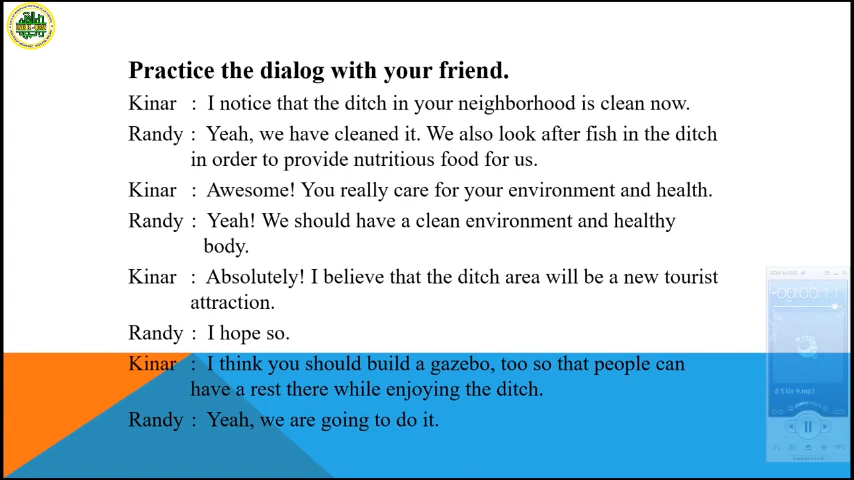 Practice the dialog with your friend.
Kinar : I notice that the ditch in your neighborhood is clean now.
Randy : Yeah, we have cleaned it. We also look after fish in the ditch
in order to provide nutritious food for us.
Kinar : Awesome! You really care for your environment and health.
Randy : Yeah! We should have a clean environment and healthy
body.
Kinar : Absolutely! I believe that the ditch area will be a new tourist
attraction.
Randy : I hope so.
Kinar : I think you should build a gazebo, too so that people can
have a rest there while enjoying the ditch.
Randy : Yeah, we are going to do it.
-00:00:11